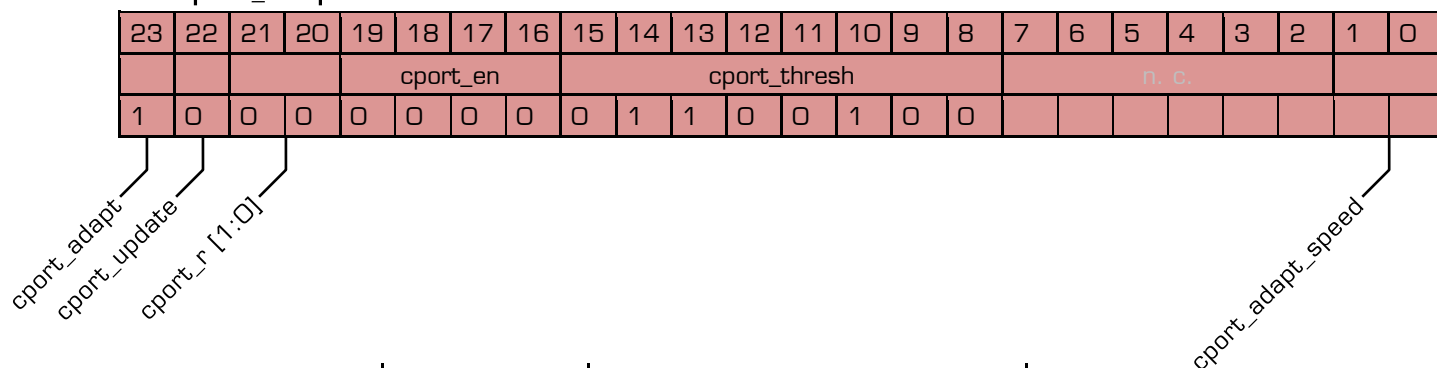 23 22 21 20 19 18 17 16 15 14 13 12 11 10 9 8 7 6 5 4 3 2 1 0
cport_en cport_thresh n. c.
1 0 0 0 0 0 0 0 0 1 1 0 0 1 0 0
cport_adapt
cport_update
cport_r [1:0]
cport_adapt_speed